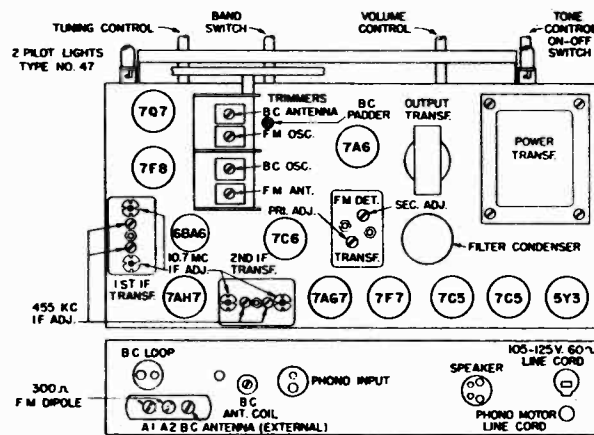 TUNING CONTROL
BAND
SWITCH
VOLUME
CONTROL
TONE
CONTROL
ON-OFF
SWITCH
2 PILOT LIGHTS
TYPE NO. 47
7Q7
TRIMMERS
BC ANTENNA
FM OSC.
BC
PADDER
OUTPUT
TRANSF.
7A6
POWER
TRANSF.
7F8
BC OSC.
FM ANT.
FM DET.
SEC. ADJ.
PRI. ADJ.
TRANSF.
6BA6
7C6
FILTER CONDENSER
10.7 MC
IF ADJ.
2ND IF
TRANSF.
1ST IF
TRANSF.
7AH7
7AG7
7F7
7C5
7C5
5Y3
455 KC
IF ADJ.
BC LOOP
PHONO INPUT
SPEAKER
105-125 V. 60~
LINE CORD
300Ω
FM DIPOLE
BC
ANT. COIL
PHONO MOTOR
LINE CORD
A1 A2 BC ANTENNA (EXTERNAL)